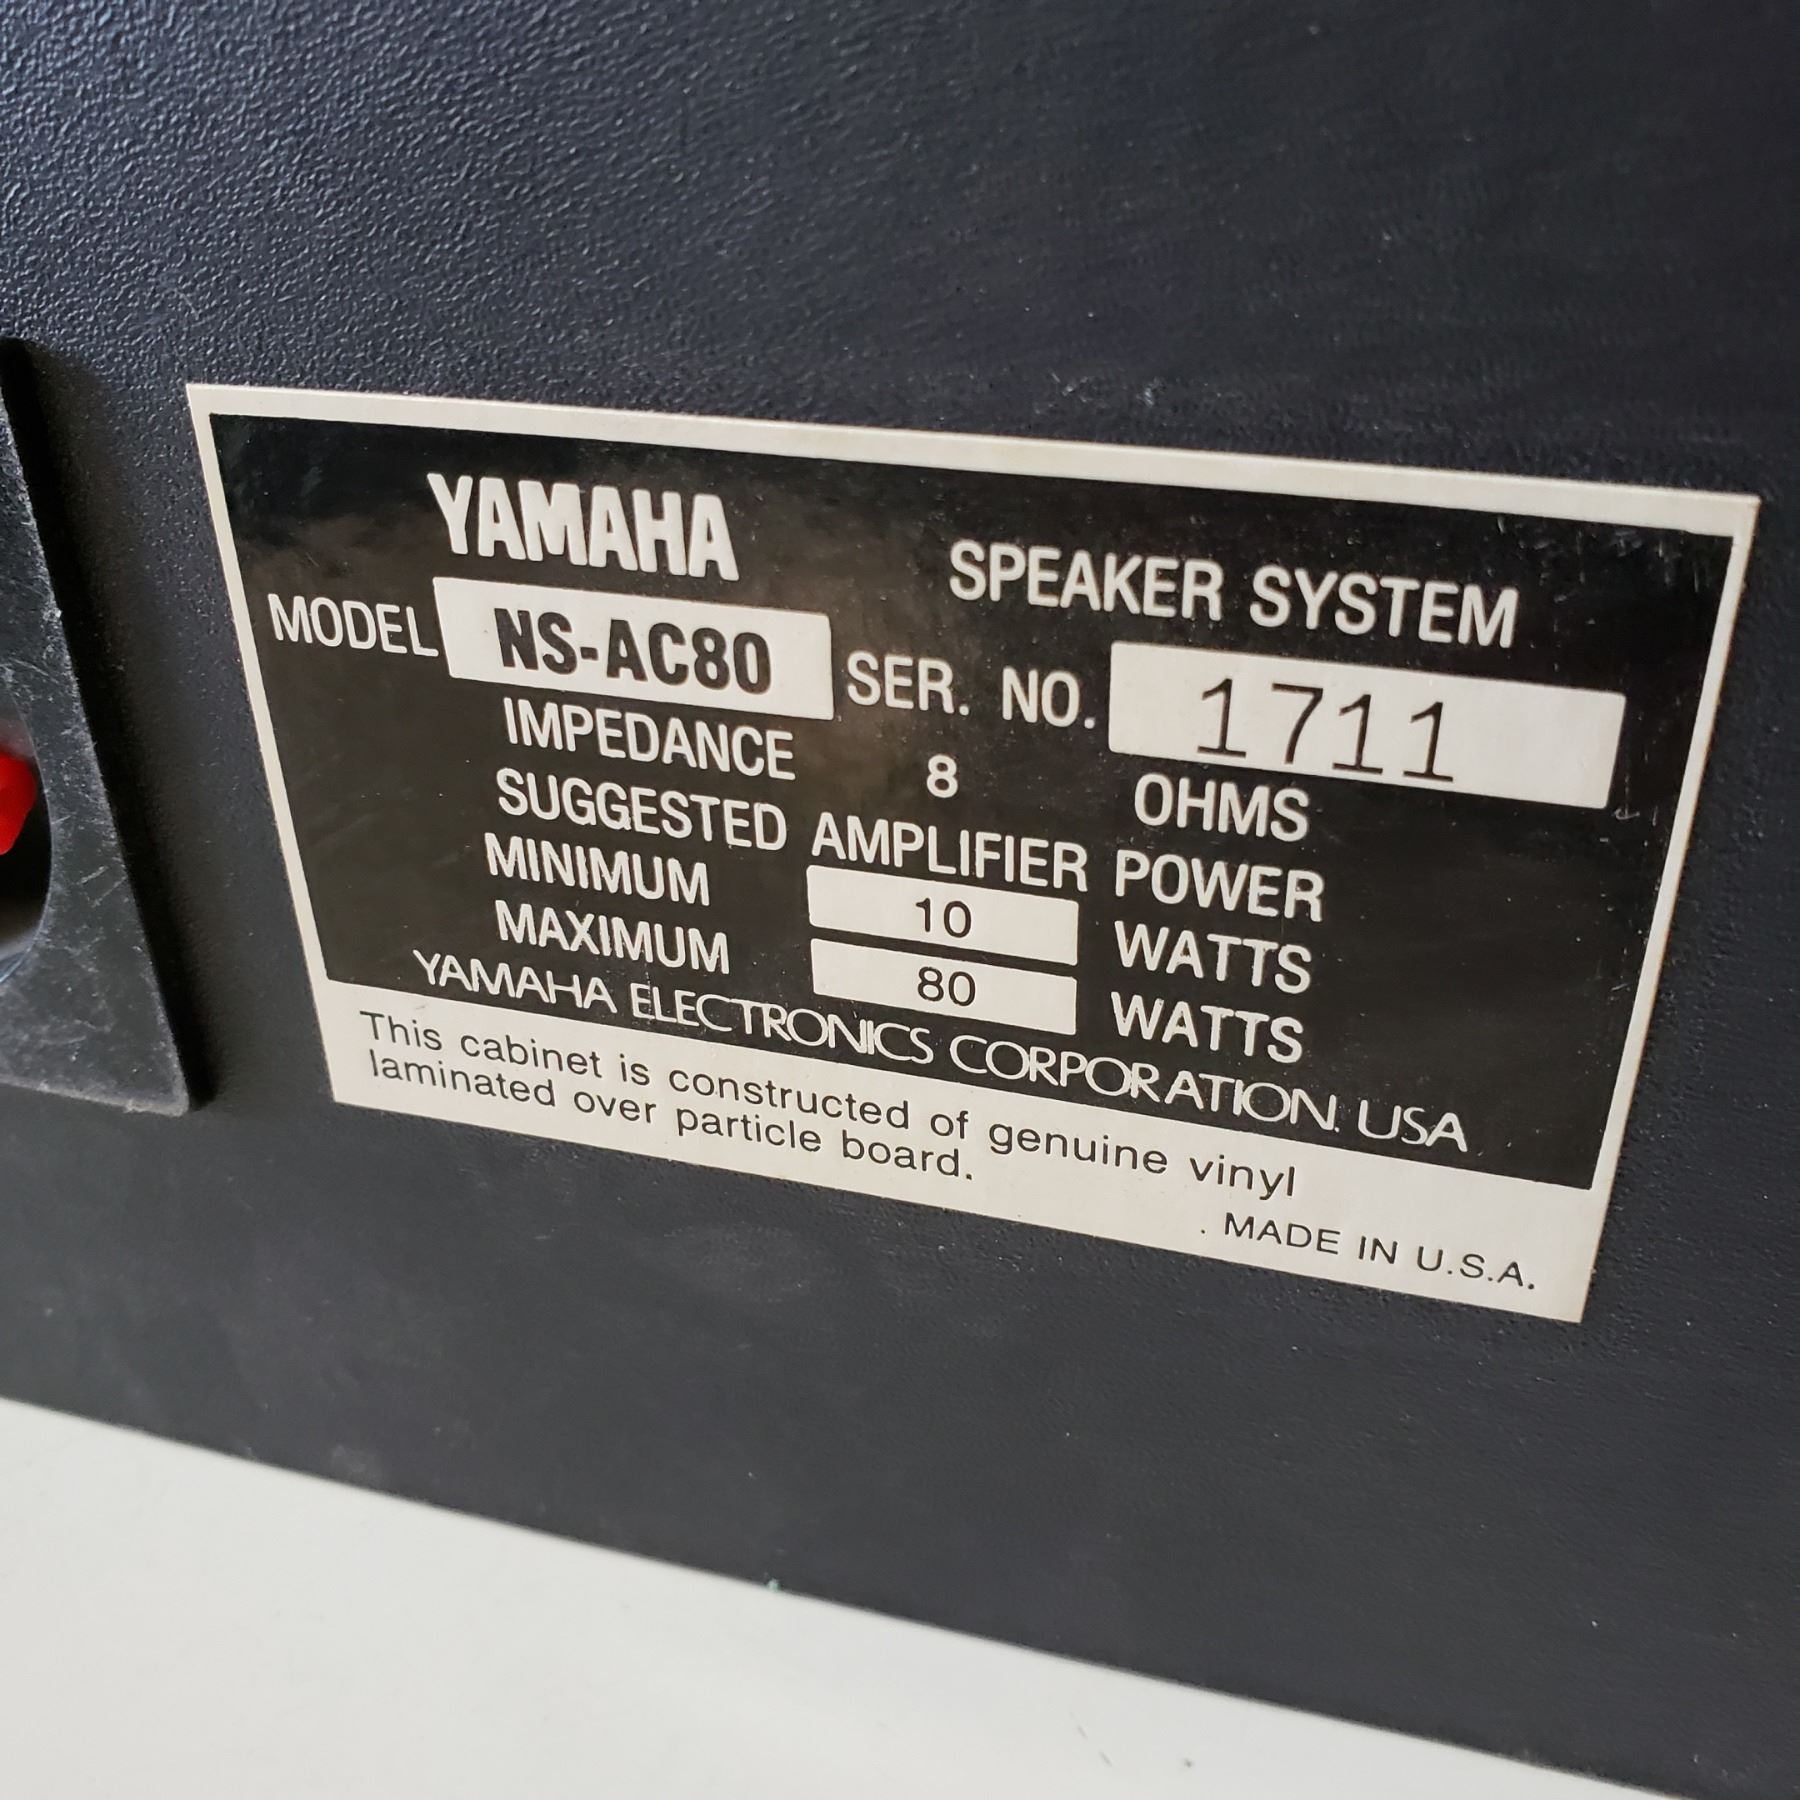 YAMAHA SPEAKER SYSTEM
MODEL NS-AC80 SER. NO. 1711
IMPEDANCE 8 OHMS
SUGGESTED AMPLIFIER POWER
MINIMUM 10 WATTS
MAXIMUM 80 WATTS
YAMAHA ELECTRONICS CORPORATION, USA
This cabinet is constructed of genuine vinyl
laminated over particle board.
MADE IN U.S.A.